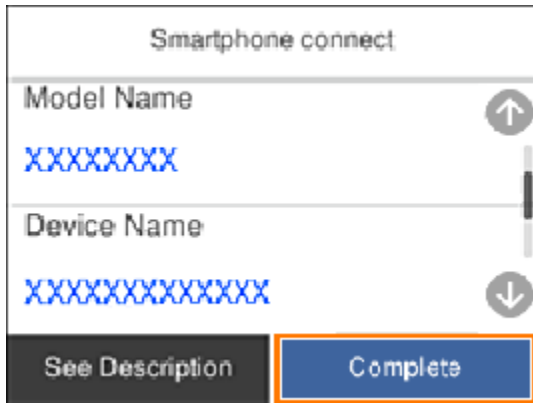 Smartphone connect
Model Name
XXXXXXXX
Device Name
XXXXXXXXXXXXX
See Description
Complete